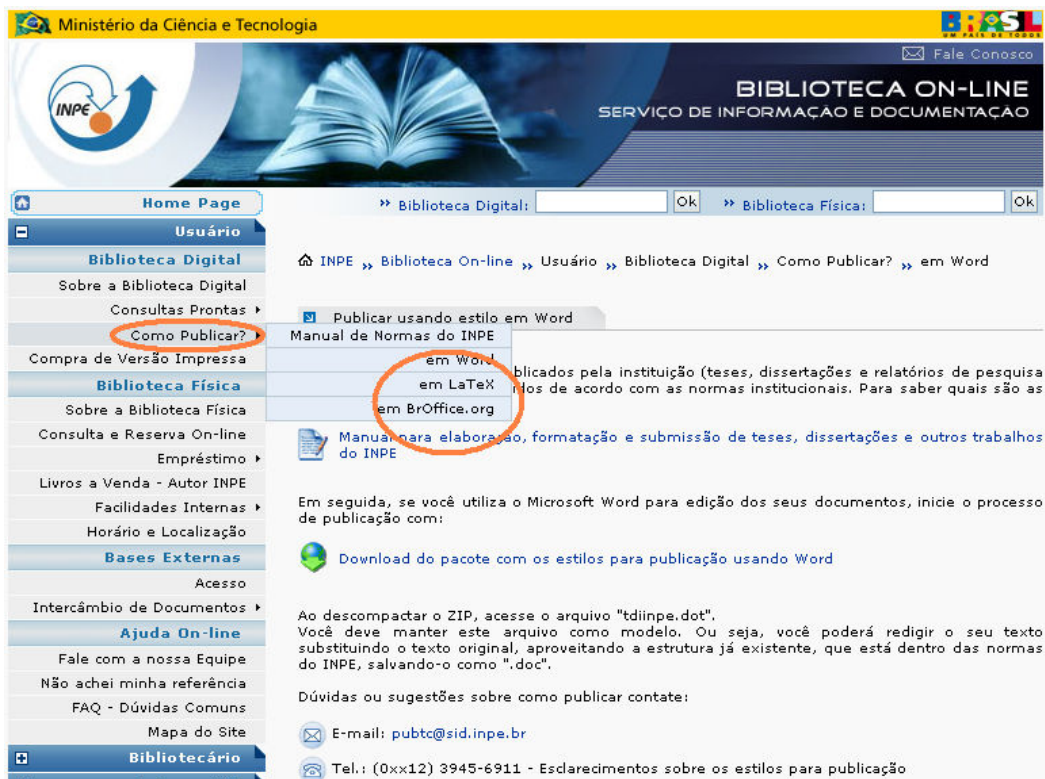 Ministério da Ciência e Tecnologia
BRASIL
UM PAÍS DE TODOS
Fale Conosco
INPE
BIBLIOTECA ON-LINE
SERVIÇO DE INFORMAÇÃO E DOCUMENTAÇÃO
Home Page
›› Biblioteca Digital: Ok ›› Biblioteca Física: Ok
Usuário
Biblioteca Digital
Sobre a Biblioteca Digital
Consultas Prontas
Como Publicar?
Manual de Normas do INPE
em Word
em LaTeX
em BrOffice.org
Compra de Versão Impressa
Biblioteca Física
Sobre a Biblioteca Física
Consulta e Reserva On-line
Empréstimo
Livros a Venda - Autor INPE
Facilidades Internas
Horário e Localização
Bases Externas
Acesso
Intercâmbio de Documentos
Ajuda On-line
Fale com a nossa Equipe
Não achei minha referência
FAQ - Dúvidas Comuns
Mapa do Site
Bibliotecário
INPE ,, Biblioteca On-line ,, Usuário ,, Biblioteca Digital ,, Como Publicar? ,, em Word
Publicar usando estilo em Word
blicados pela instituição (teses, dissertações e relatórios de pesquisa
dos de acordo com as normas institucionais. Para saber quais são as
Manual para elaboração, formatação e submissão de teses, dissertações e outros trabalhos
do INPE
Em seguida, se você utiliza o Microsoft Word para edição dos seus documentos, inicie o processo
de publicação com:
Download do pacote com os estilos para publicação usando Word
Ao descompactar o ZIP, acesse o arquivo "tdiinpe.dot".
Você deve manter este arquivo como modelo. Ou seja, você poderá redigir o seu texto
substituindo o texto original, aproveitando a estrutura já existente, que está dentro das normas
do INPE, salvando-o como ".doc".
Dúvidas ou sugestões sobre como publicar contate:
E-mail: pubtc@sid.inpe.br
Tel.: (0xx12) 3945-6911 - Esclarecimentos sobre os estilos para publicação